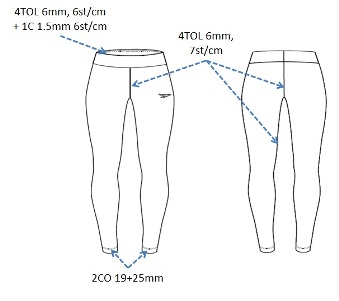 4TOL 6mm, 6st/cm
+ 1C 1.5mm 6st/cm
4TOL 6mm,
7st/cm
2CO 19+25mm